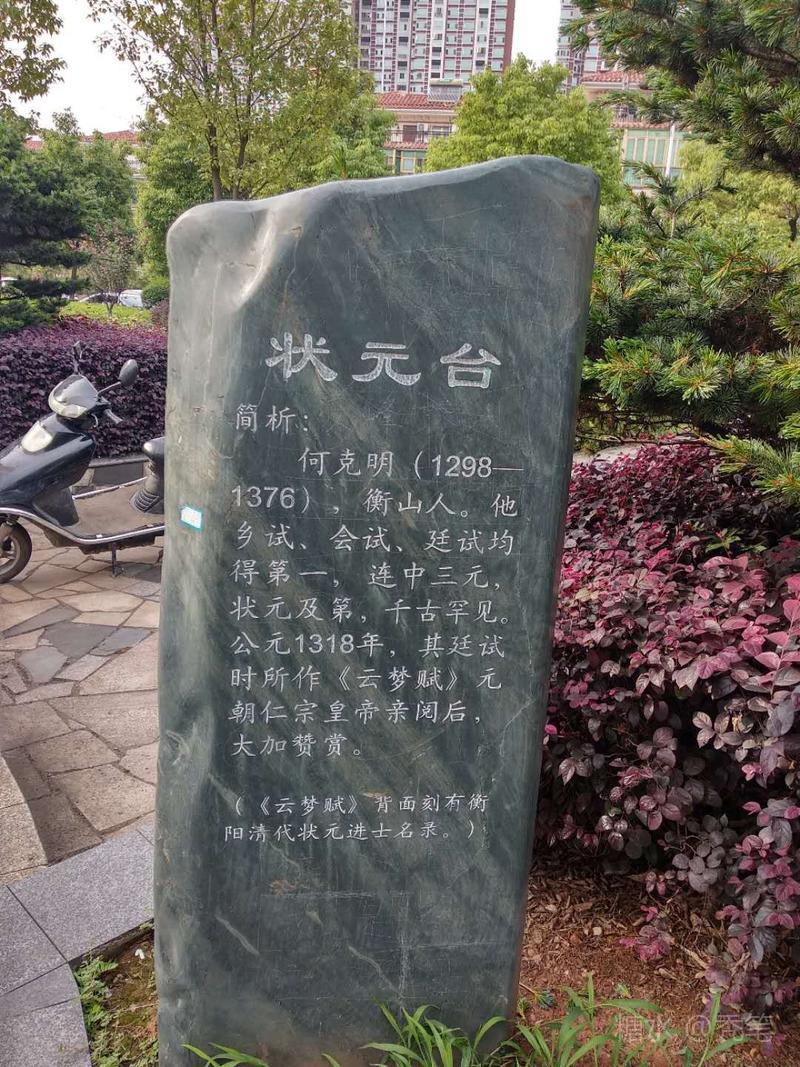 状元台
简析：
何克明（1298—
1376），衡山人。他
乡试、会试、廷试均
得第一，连中三元，
状元及第，千古罕见。
公元1318年，其廷试
时所作《云梦赋》元
朝仁宗皇帝亲阅后，
大加赞赏。
（《云梦赋》背面刻有衡
阳清代状元进士名录。）